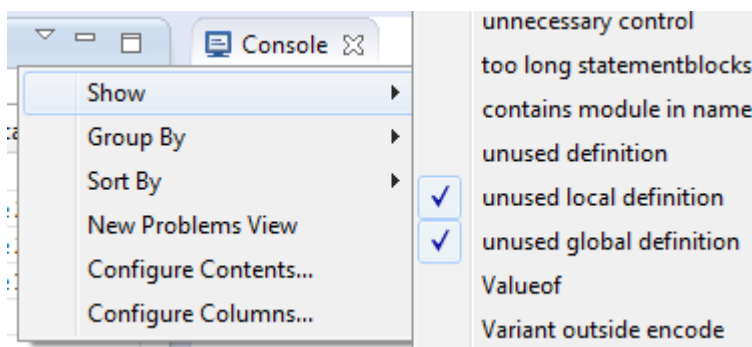 Console
Show
Group By
Sort By
New Problems View
Configure Contents...
Configure Columns...
unnecessary control
too long statementblocks
contains module in name
unused definition
unused local definition
unused global definition
Valueof
Variant outside encode